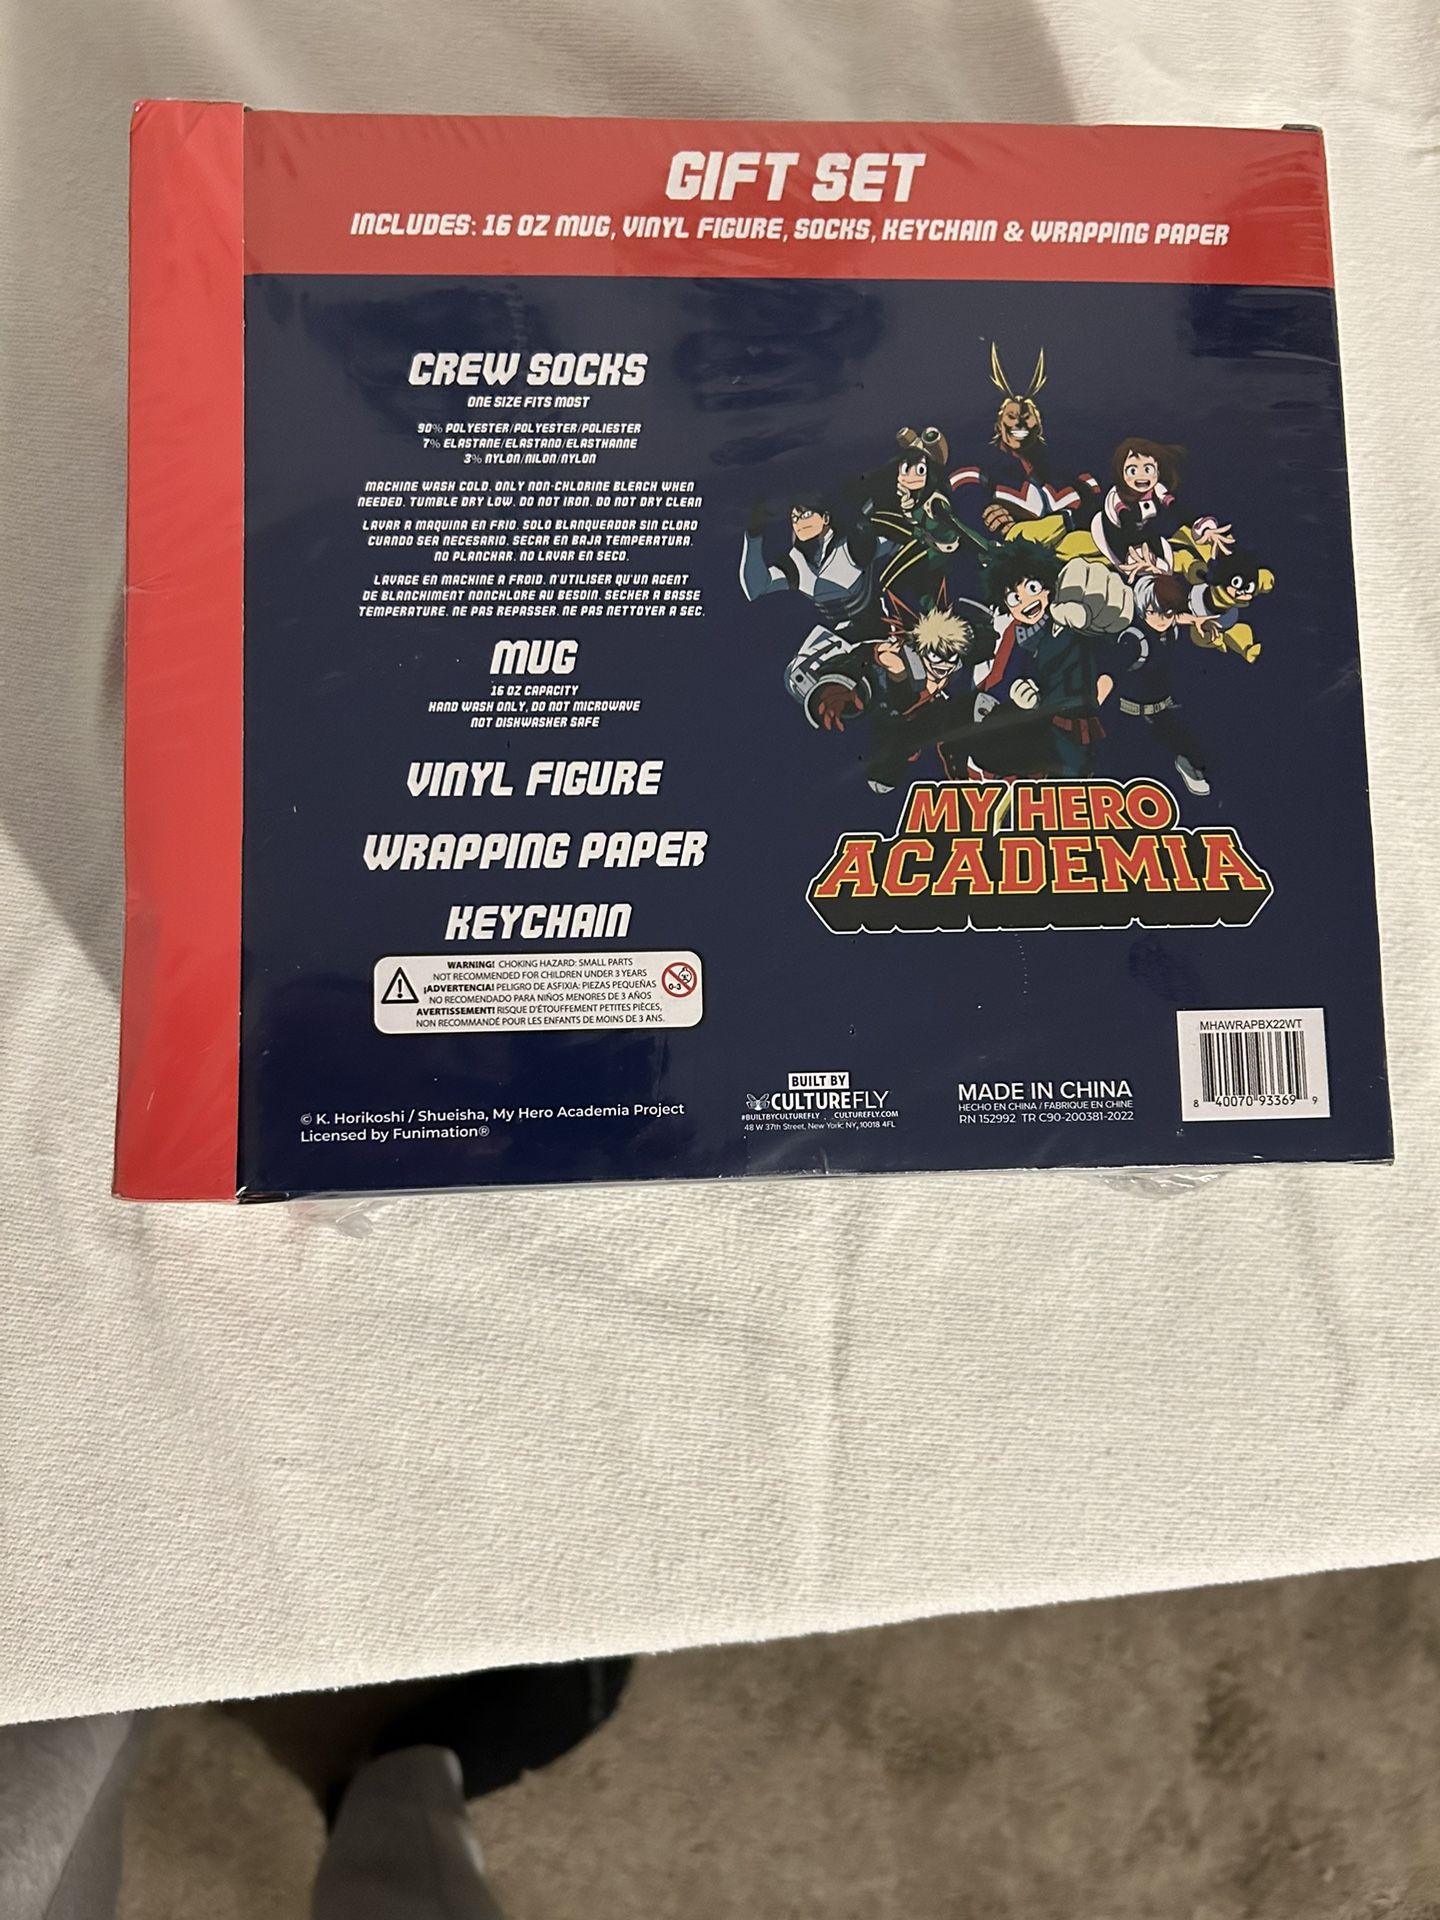 GIFT SET
INCLUDES: 16 OZ MUG, VINYL FIGURE, SOCKS, KEYCHAIN & WRAPPING PAPER
CREW SOCKS
ONE SIZE FITS MOST
90% POLYESTER/POLYESTER/POLIESTER
7% ELASTANE/ELASTANO/ELASTHANNE
3% NYLON/NILON/NYLON
MACHINE WASH COLD. ONLY NON-CHLORINE BLEACH WHEN
NEEDED. TUMBLE DRY LOW. DO NOT IRON. DO NOT DRY CLEAN
LAVAR A MAQUINA EN FRIO. SOLO BLANQUEADOR SIN CLORO
CUANDO SEA NECESARIO. SECAR EN BAJA TEMPERATURA.
NO PLANCHAR. NO LAVAR EN SECO.
LAVAGE EN MACHINE A FROID. N'UTILISER QU'UN AGENT
DE BLANCHIMENT NONCHLORE AU BESOIN. SECHER A BASSE
TEMPERATURE. NE PAS REPASSER. NE PAS NETTOYER A SEC.
MUG
16 OZ CAPACITY
HAND WASH ONLY, DO NOT MICROWAVE
NOT DISHWASHER SAFE
VINYL FIGURE
WRAPPING PAPER
KEYCHAIN
WARNING! CHOKING HAZARD: SMALL PARTS
NOT RECOMMENDED FOR CHILDREN UNDER 3 YEARS
¡ADVERTENCIA! PELIGRO DE ASFIXIA: PIEZAS PEQUEÑAS
NO RECOMENDADO PARA NIÑOS MENORES DE 3 AÑOS
AVERTISSEMENT! RISQUE D'ÉTOUFFEMENT PETITES PIÈCES,
NON RECOMMANDÉ POUR LES ENFANTS DE MOINS DE 3 ANS.
0-3
MY HERO
ACADEMIA
© K. Horikoshi / Shueisha, My Hero Academia Project
Licensed by Funimation®
BUILT BY
CULTUREFLY
#BUILTBYCULTUREFLY . CULTUREFLY.COM
48 W 37th Street, New York, NY, 10018 4FL
MADE IN CHINA
HECHO EN CHINA / FABRIQUE EN CHINE
RN 152992 TR C90-200381-2022
MHAWRAPBX22WT
8 40070 93369 9